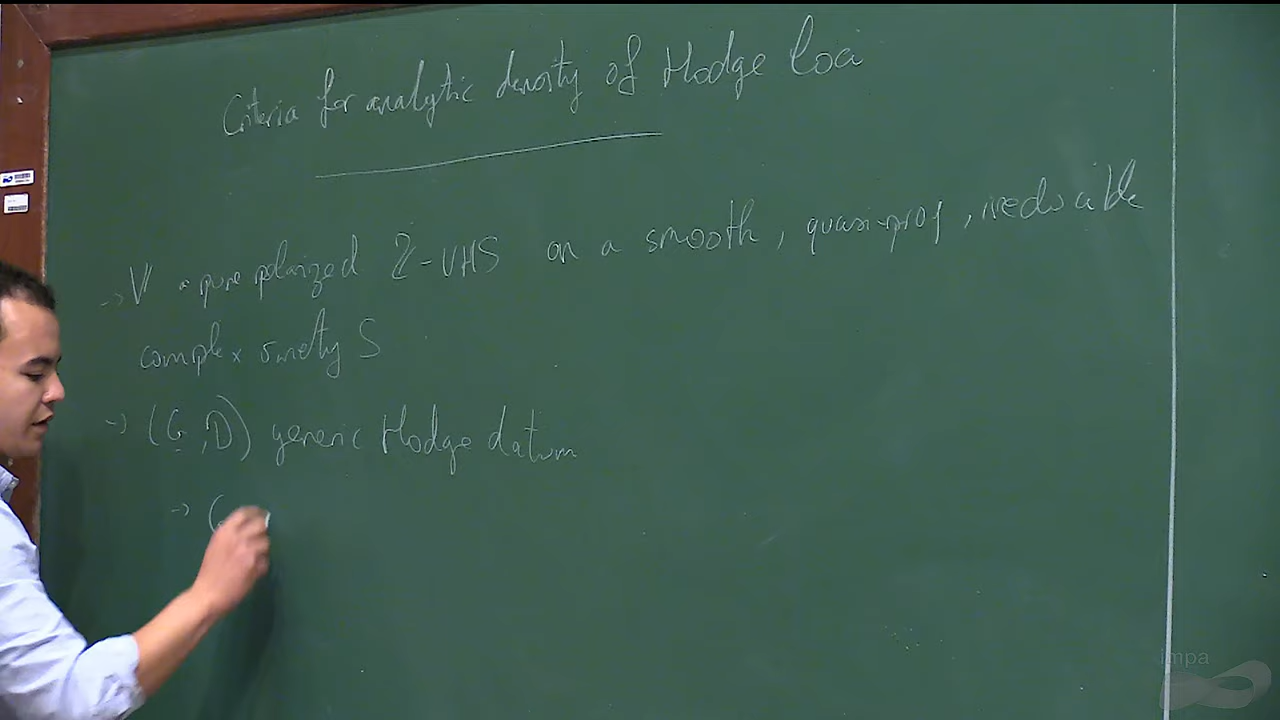 Criteria for analytic density of Hodge loci
→ V a pure polarized ℤ-VHS on a smooth, quasi-proj, irreducible
complex variety S
→ (G, D) generic Hodge datum
→ G
impa